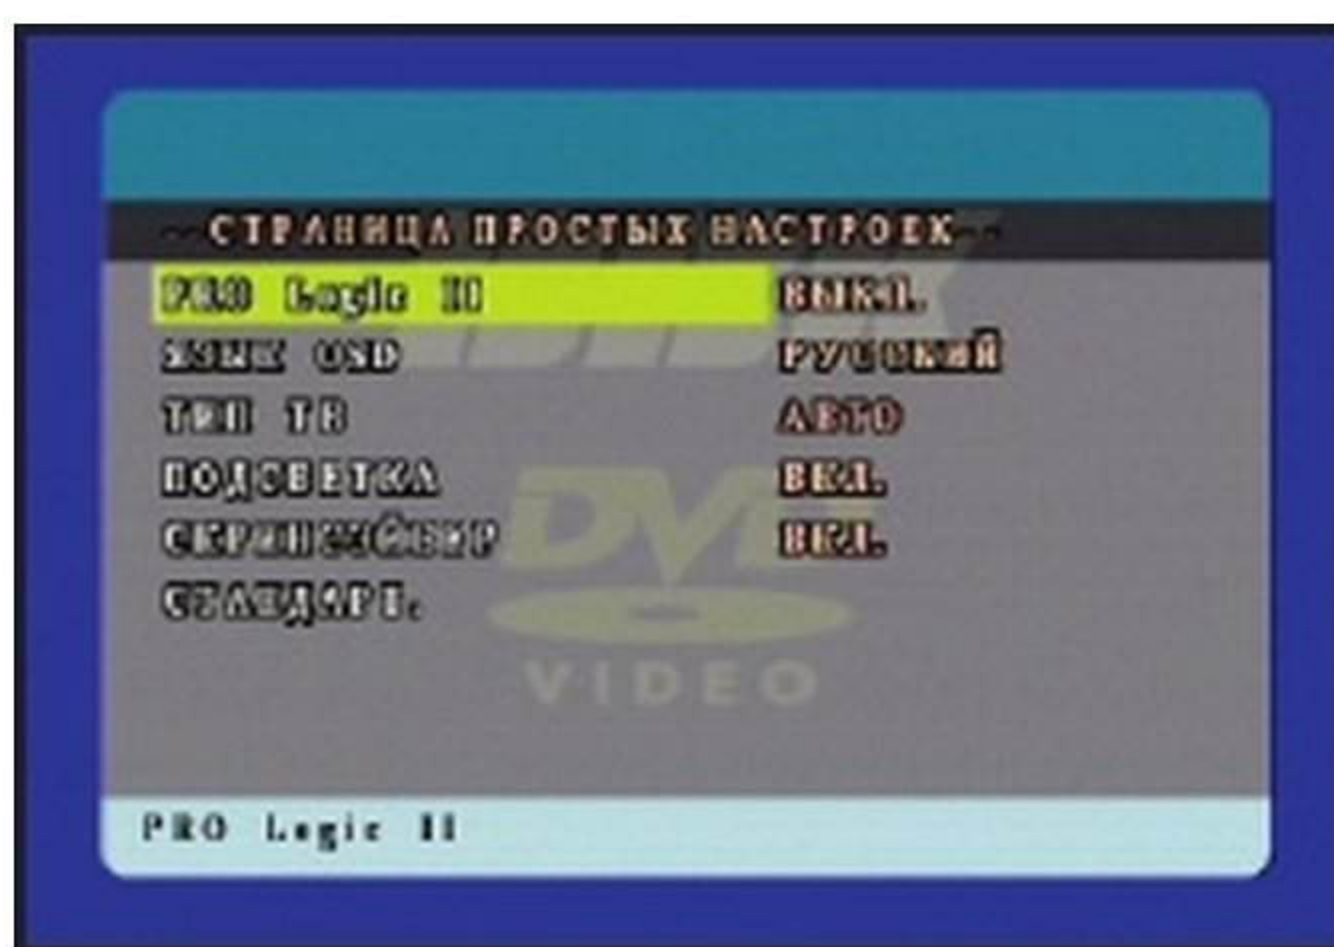 --СТРАНИЦА ПРОСТЫХ НАСТРОЕК--
PRO Logic II ВЫКЛ.
ЯЗЫК OSD РУССКИЙ
ТИП ТВ АВТО
ПОДСВЕТКА ВКЛ.
СКРИНСЭЙВИР ВКЛ.
СТАНДАРТ.
DVD
VIDEO
PRO Logic II